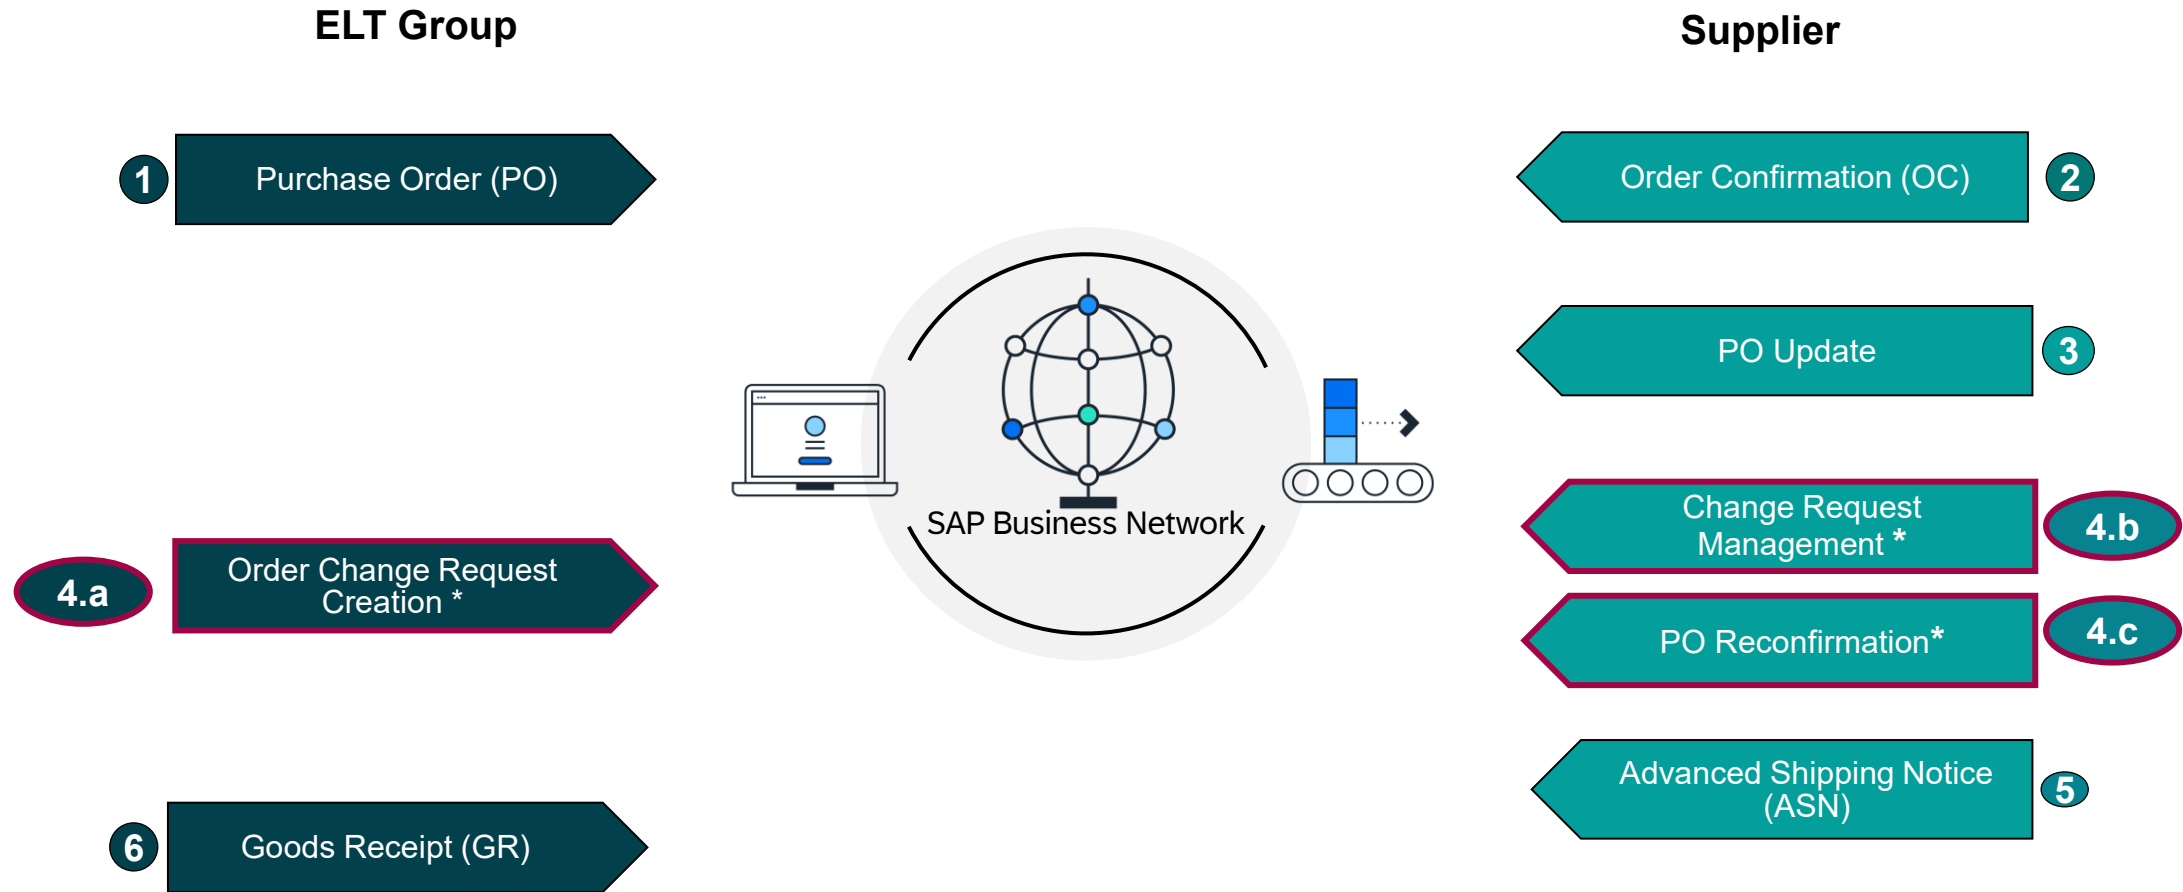 ELT Group
Supplier
1
Purchase Order (PO)
Order Confirmation (OC)
2
PO Update
3
SAP Business Network
4.a
Order Change Request
Creation *
Change Request
Management *
4.b
PO Reconfirmation*
4.c
Advanced Shipping Notice
(ASN)
5
6
Goods Receipt (GR)